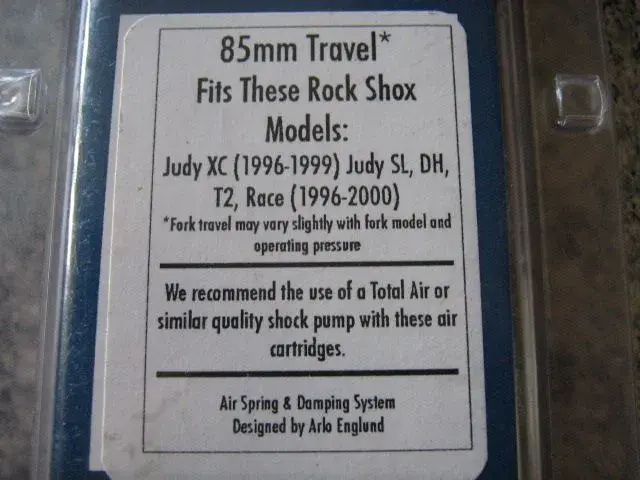 85mm Travel*
Fits These Rock Shox
Models:
Judy XC (1996-1999) Judy SL, DH,
T2, Race (1996-2000)
*Fork travel may vary slightly with fork model and
operating pressure
We recommend the use of a Total Air or
similar quality shock pump with these air
cartridges.
Air Spring & Damping System
Designed by Arlo Englund